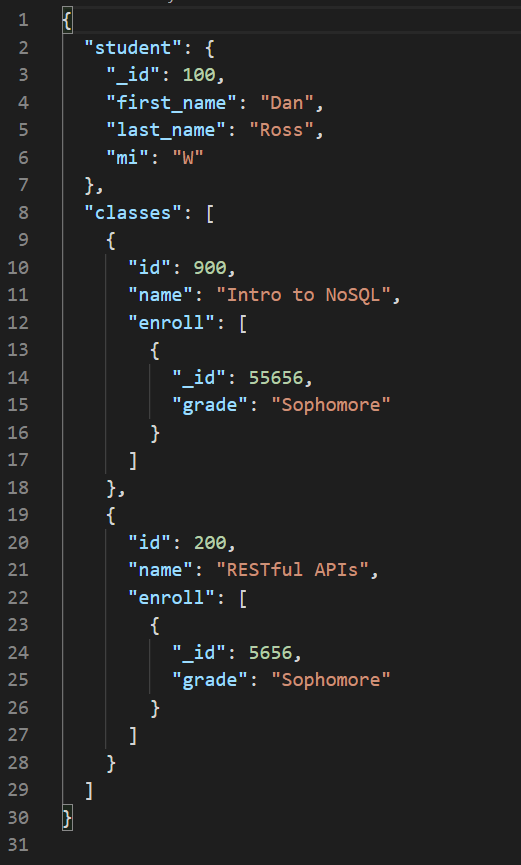 1 {
2   "student": {
3     "_id": 100,
4     "first_name": "Dan",
5     "last_name": "Ross",
6     "mi": "W"
7   },
8   "classes": [
9     {
10       "id": 900,
11       "name": "Intro to NoSQL",
12       "enroll": [
13         {
14           "_id": 55656,
15           "grade": "Sophomore"
16         }
17       ]
18     },
19     {
20       "id": 200,
21       "name": "RESTful APIs",
22       "enroll": [
23         {
24           "_id": 5656,
25           "grade": "Sophomore"
26         }
27       ]
28     }
29   ]
30 }
31